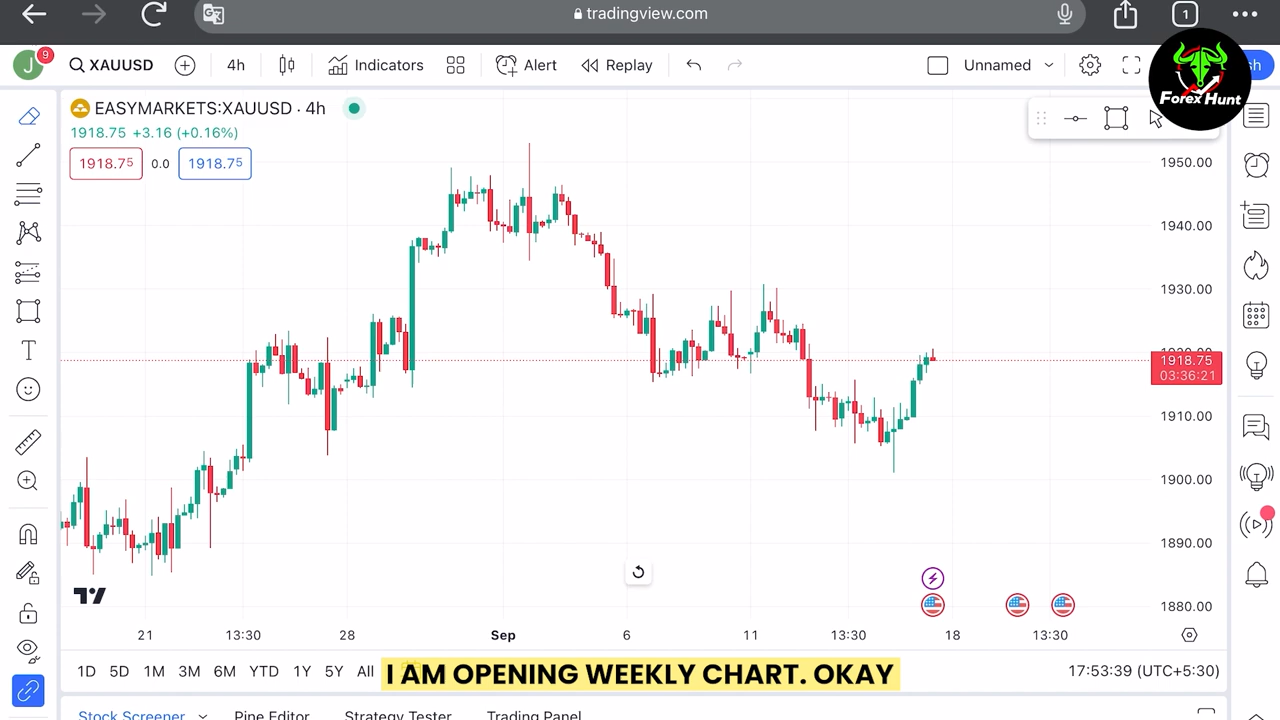 tradingview.com
1
J
9
XAUUSD
4h
Indicators
Alert
Replay
Unnamed
Forex Hunt
EASYMARKETS:XAUUSD · 4h
1918.75 +3.16 (+0.16%)
1918.75
0.0
1918.75
1950.00
1940.00
1930.00
1918.75
03:36:21
1910.00
1900.00
1890.00
1880.00
21
13:30
28
Sep
6
11
13:30
18
13:30
1D
5D
1M
3M
6M
YTD
1Y
5Y
All
I AM OPENING WEEKLY CHART. OKAY
17:53:39 (UTC+5:30)
Stock Screener
Pine Editor
Strategy Tester
Trading Panel